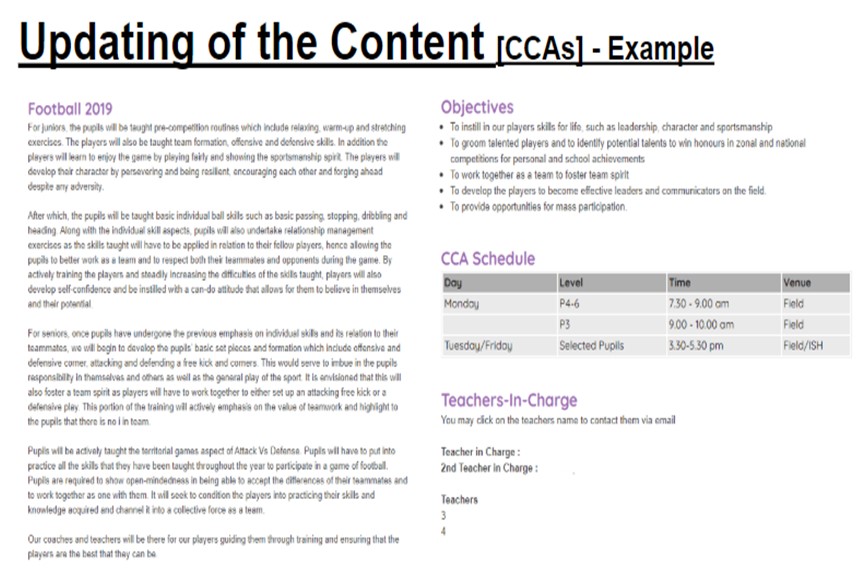 Updating of the Content [CCAs] - Example
Football 2019
For juniors, the pupils will be taught pre-competition routines which include relaxing, warm-up and stretching
exercises. The players will also be taught team formation, offensive and defensive skills. In addition the
players will learn to enjoy the game by playing fairly and showing the sportsmanship spirit. The players will
develop their character by persevering and being resilient, encouraging each other and forging ahead
despite any adversity.
After which, the pupils will be taught basic individual ball skills such as basic passing, stopping, dribbling and
heading. Along with the individual skill aspects, pupils will also undertake relationship management
exercises as the skills taught will have to be applied in relation to their fellow players, hence allowing the
pupils to better work as a team and to respect both their teammates and opponents during the game. By
actively training the players and steadily increasing the difficulties of the skills taught, players will also
develop self-confidence and be instilled with a can-do attitude that allows for them to believe in themselves
and their potential.
For seniors, once pupils have undergone the previous emphasis on individual skills and its relation to their
teammates, we will begin to develop the pupils' basic set pieces and formation which include offensive and
defensive corner, attacking and defending a free kick and corners. This would serve to imbue in the pupils
responsibility in themselves and others as well as the general play of the sport. It is envisioned that this will
also foster a team spirit as players will have to work together to either set up an attacking free kick or a
defensive play. This portion of the training will actively emphasis on the value of teamwork and highlight to
the pupils that there is no i in team.
Pupils will be actively taught the territorial games aspect of Attack Vs Defense. Pupils will have to put into
practice all the skills that they have been taught throughout the year to participate in a game of football.
Pupils are required to show open-mindedness in being able to accept the differences of their teammates and
to work together as one with them. It will seek to condition the players into practicing their skills and
knowledge acquired and channel it into a collective force as a team.
Our coaches and teachers will be there for our players guiding them through training and ensuring that the
players are the best that they can be.
Objectives
• To instill in our players skills for life, such as leadership, character and sportsmanship
• To groom talented players and to identify potential talents to win honours in zonal and national
competitions for personal and school achievements
• To work together as a team to foster team spirit
• To develop the players to become effective leaders and communicators on the field.
• To provide opportunities for mass participation.
CCA Schedule
Day Level Time Venue
Monday P4-6 7.30 - 9.00 am Field
P3 9.00 - 10.00 am Field
Tuesday/Friday Selected Pupils 3.30-5.30 pm Field/ISH
Teachers-In-Charge
You may click on the teachers name to contact them via email
Teacher in Charge :
2nd Teacher in Charge :
Teachers
3
4